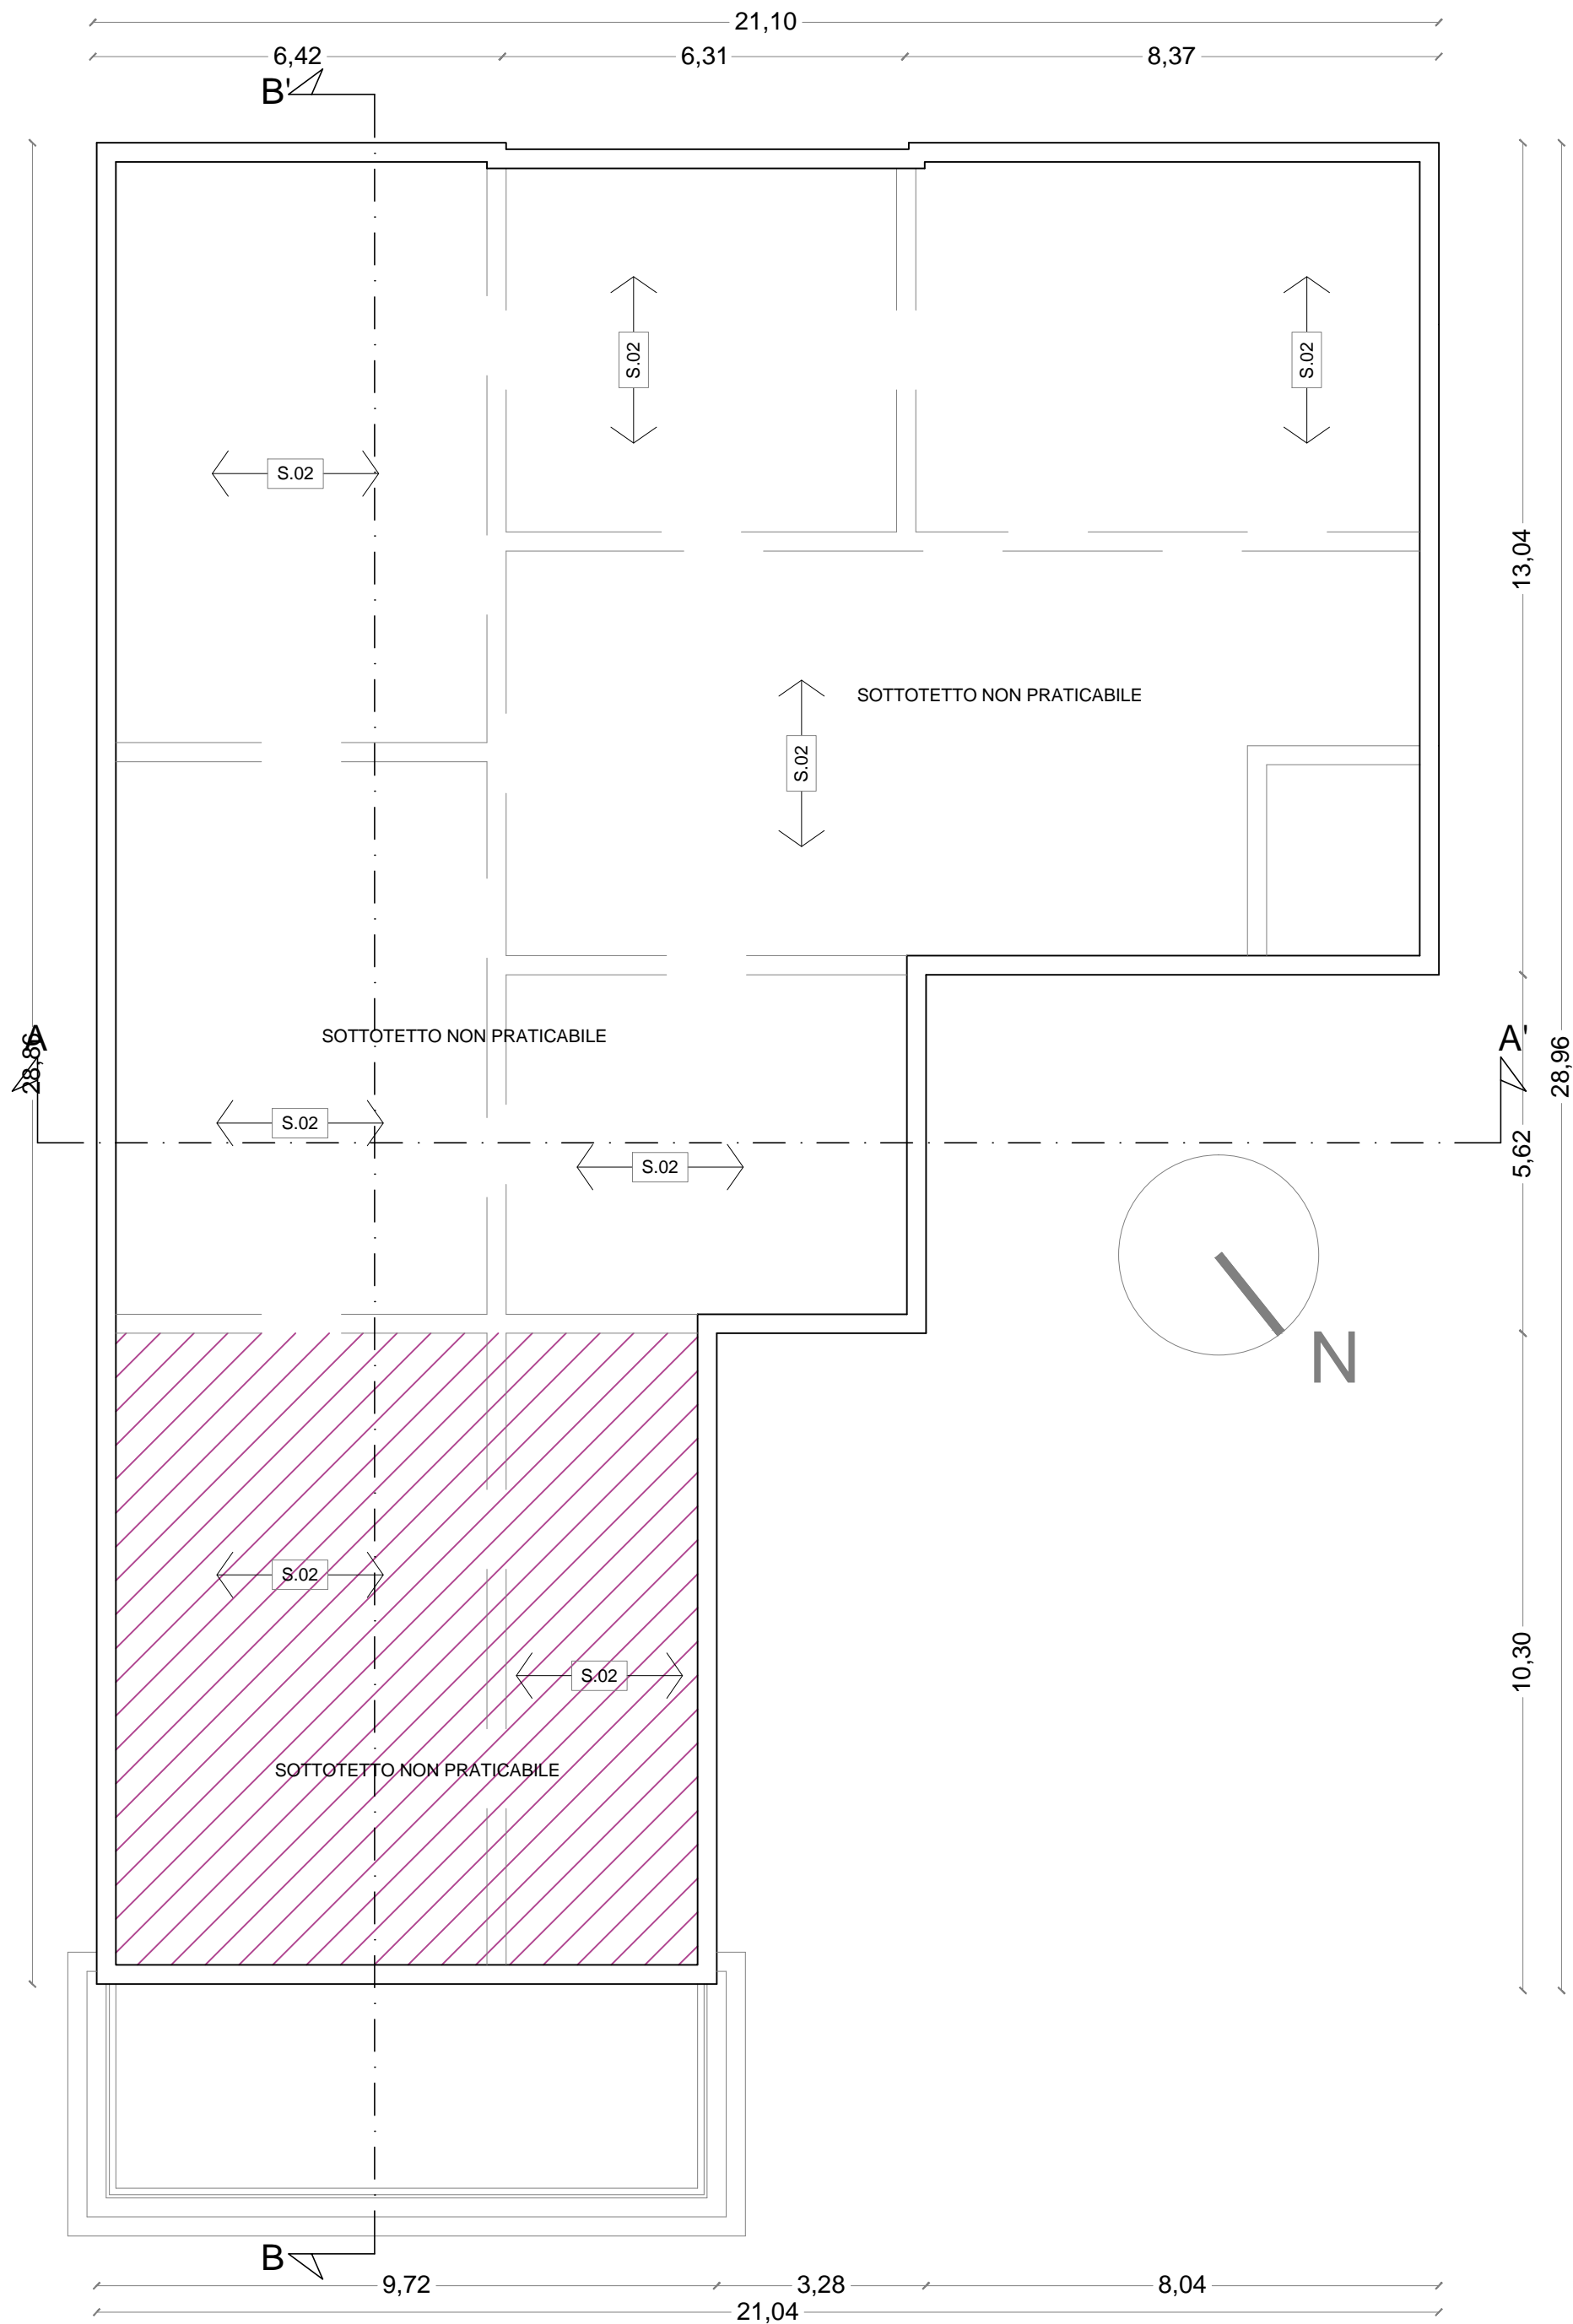 21,10
6,42
6,31
8,37
B'
S.02
S.02
S.02
13,04
SOTTOTETTO NON PRATICABILE
S.02
SOTTOTETTO NON PRATICABILE
A
28,86
A'
28,96
S.02
5,62
S.02
N
S.02
10,30
S.02
SOTTOTETTO NON PRATICABILE
B
9,72
3,28
8,04
21,04